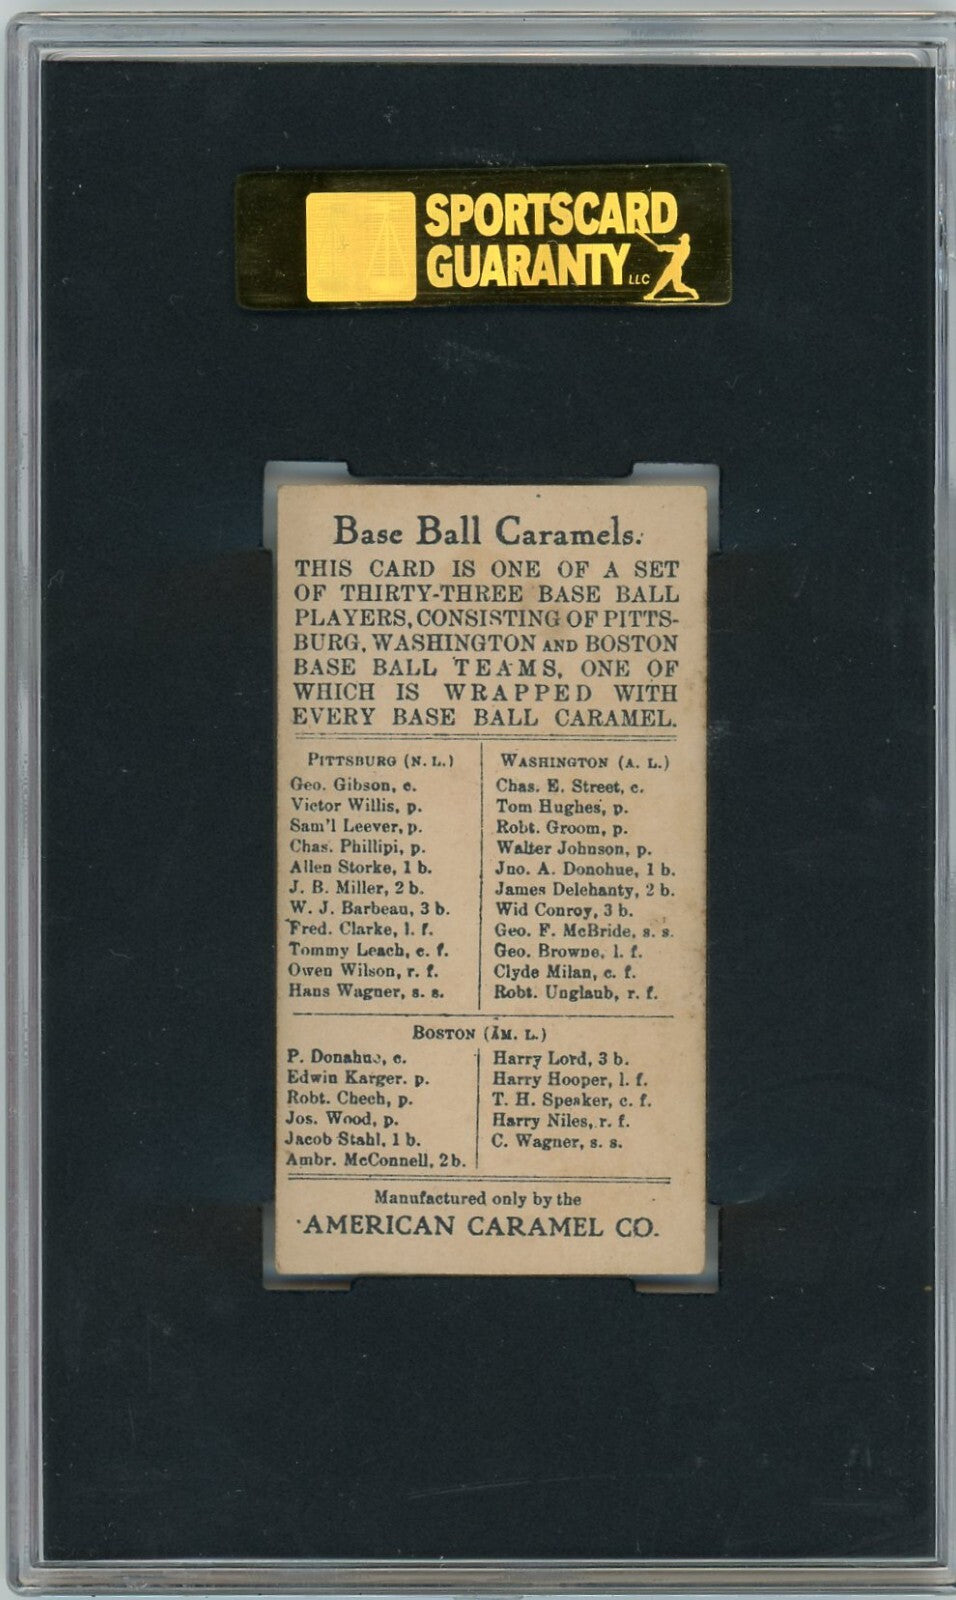 SPORTSCARD
GUARANTY LLC
Base Ball Caramels.
THIS CARD IS ONE OF A SET
OF THIRTY-THREE BASE BALL
PLAYERS, CONSISTING OF PITTS-
BURG, WASHINGTON AND BOSTON
BASE BALL TEAMS, ONE OF
WHICH IS WRAPPED WITH
EVERY BASE BALL CARAMEL.
PITTSBURG (N. L.)
Geo. Gibson, c.
Victor Willis, p.
Sam'l Leever, p.
Chas. Phillipi, p.
Allen Storke, 1 b.
J. B. Miller, 2 b.
W. J. Barbeau, 3 b.
Fred. Clarke, l. f.
Tommy Leach, c. f.
Owen Wilson, r. f.
Hans Wagner, s. s.
WASHINGTON (A. L.)
Chas. E. Street, c.
Tom Hughes, p.
Robt. Groom, p.
Walter Johnson, p.
Jno. A. Donohue, 1 b.
James Delehanty, 2 b.
Wid Conroy, 3 b.
Geo. F. McBride, s. s.
Geo. Browne, l. f.
Clyde Milan, c. f.
Robt. Unglaub, r. f.
BOSTON (AM. L.)
P. Donahue, c.
Edwin Karger. p.
Robt. Chech, p.
Jos. Wood, p.
Jacob Stahl, 1 b.
Ambr. McConnell, 2 b.
Harry Lord, 3 b.
Harry Hooper, l. f.
T. H. Speaker, c. f.
Harry Niles, r. f.
C. Wagner, s. s.
Manufactured only by the
AMERICAN CARAMEL CO.